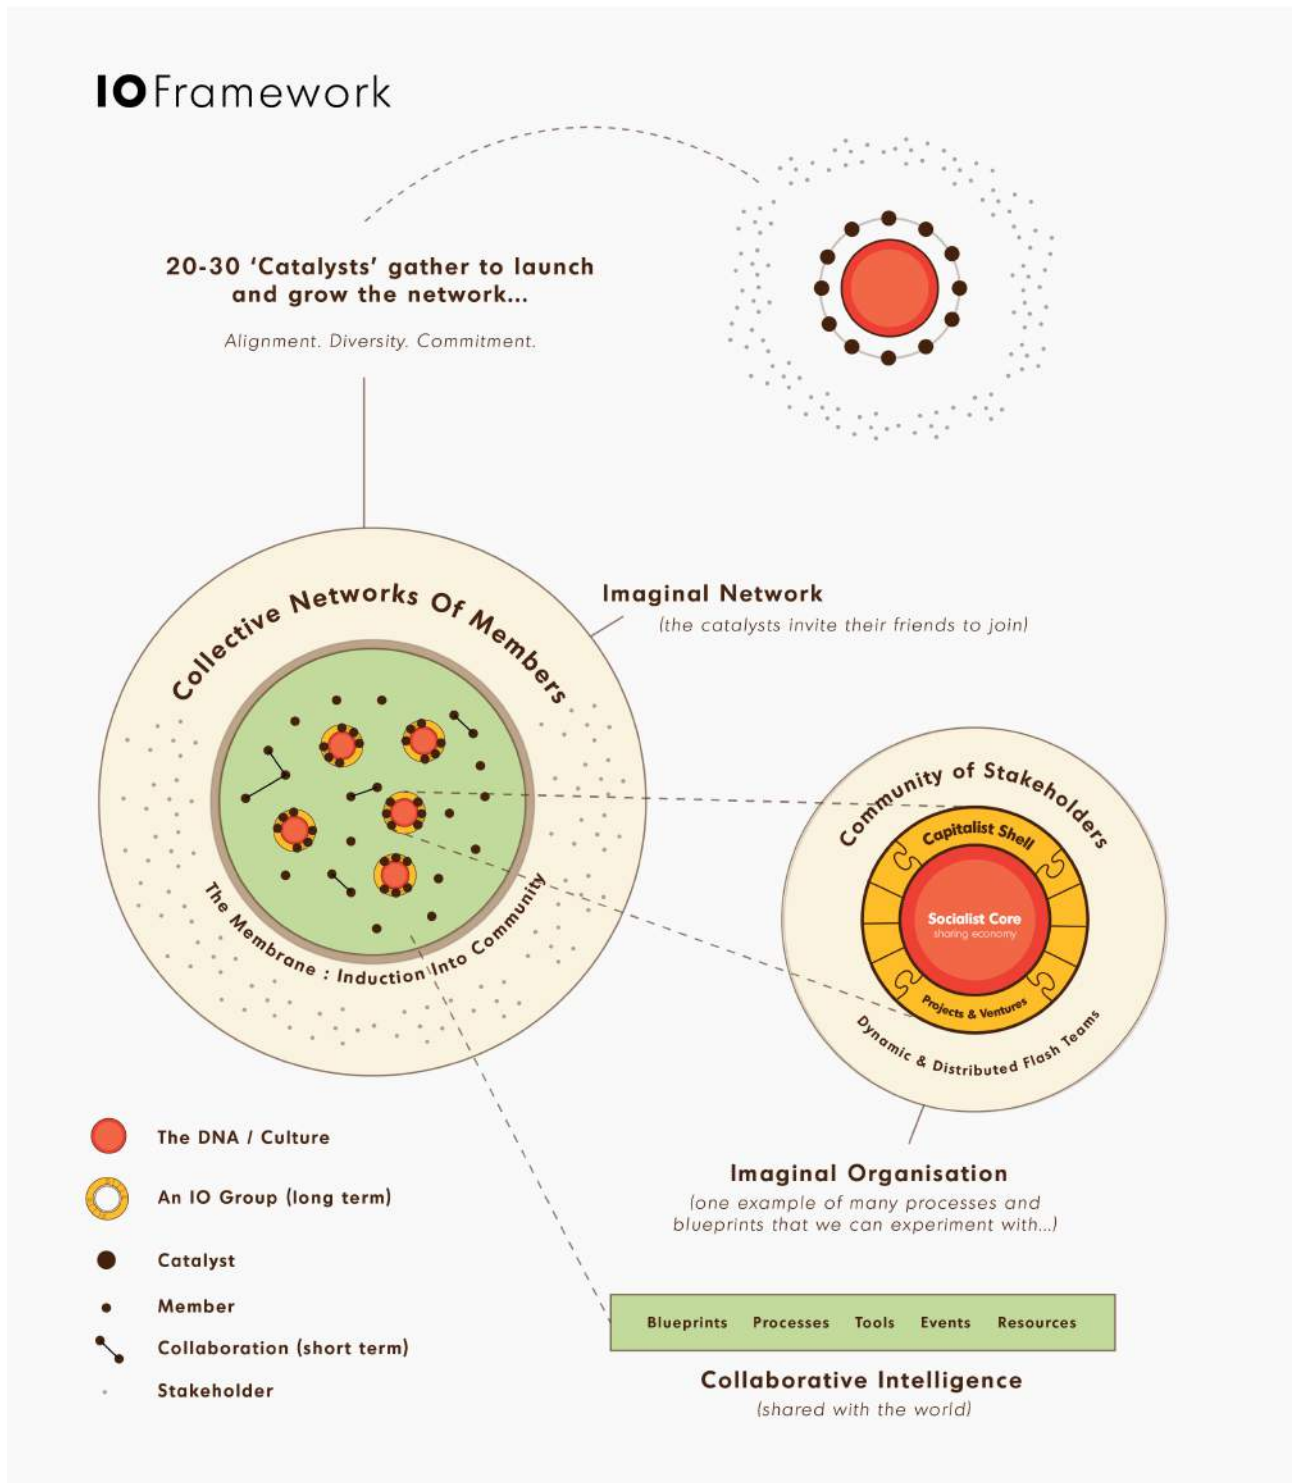 IOFramework
20-30 ‘Catalysts’ gather to launch
and grow the network...
Alignment. Diversity. Commitment.
Collective Networks Of Members
The Membrane : Induction Into Community
Imaginal Network
(the catalysts invite their friends to join)
Community of Stakeholders
Capitalist Shell
Socialist Core
sharing economy
Projects & Ventures
Dynamic & Distributed Flash Teams
Imaginal Organisation
(one example of many processes and
blueprints that we can experiment with...)
The DNA / Culture
An IO Group (long term)
Catalyst
Member
Collaboration (short term)
Stakeholder
Blueprints Processes Tools Events Resources
Collaborative Intelligence
(shared with the world)